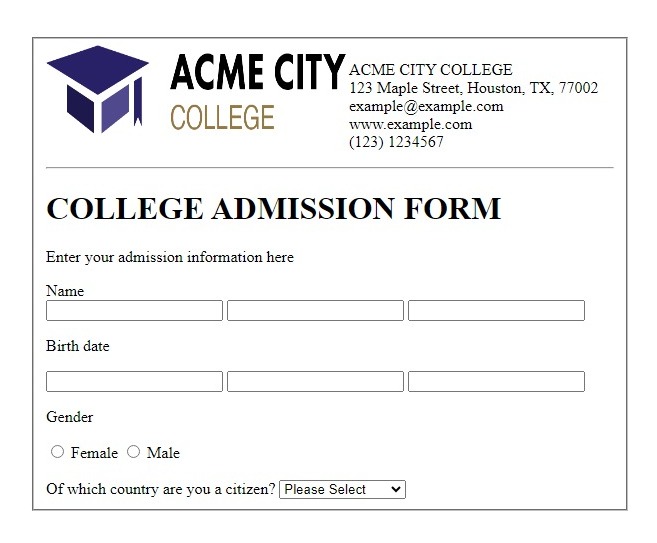 ACME CITY
COLLEGE
ACME CITY COLLEGE
123 Maple Street, Houston, TX, 77002
example@example.com
www.example.com
(123) 1234567
COLLEGE ADMISSION FORM
Enter your admission information here
Name
Birth date
Gender
Female Male
Of which country are you a citizen? Please Select